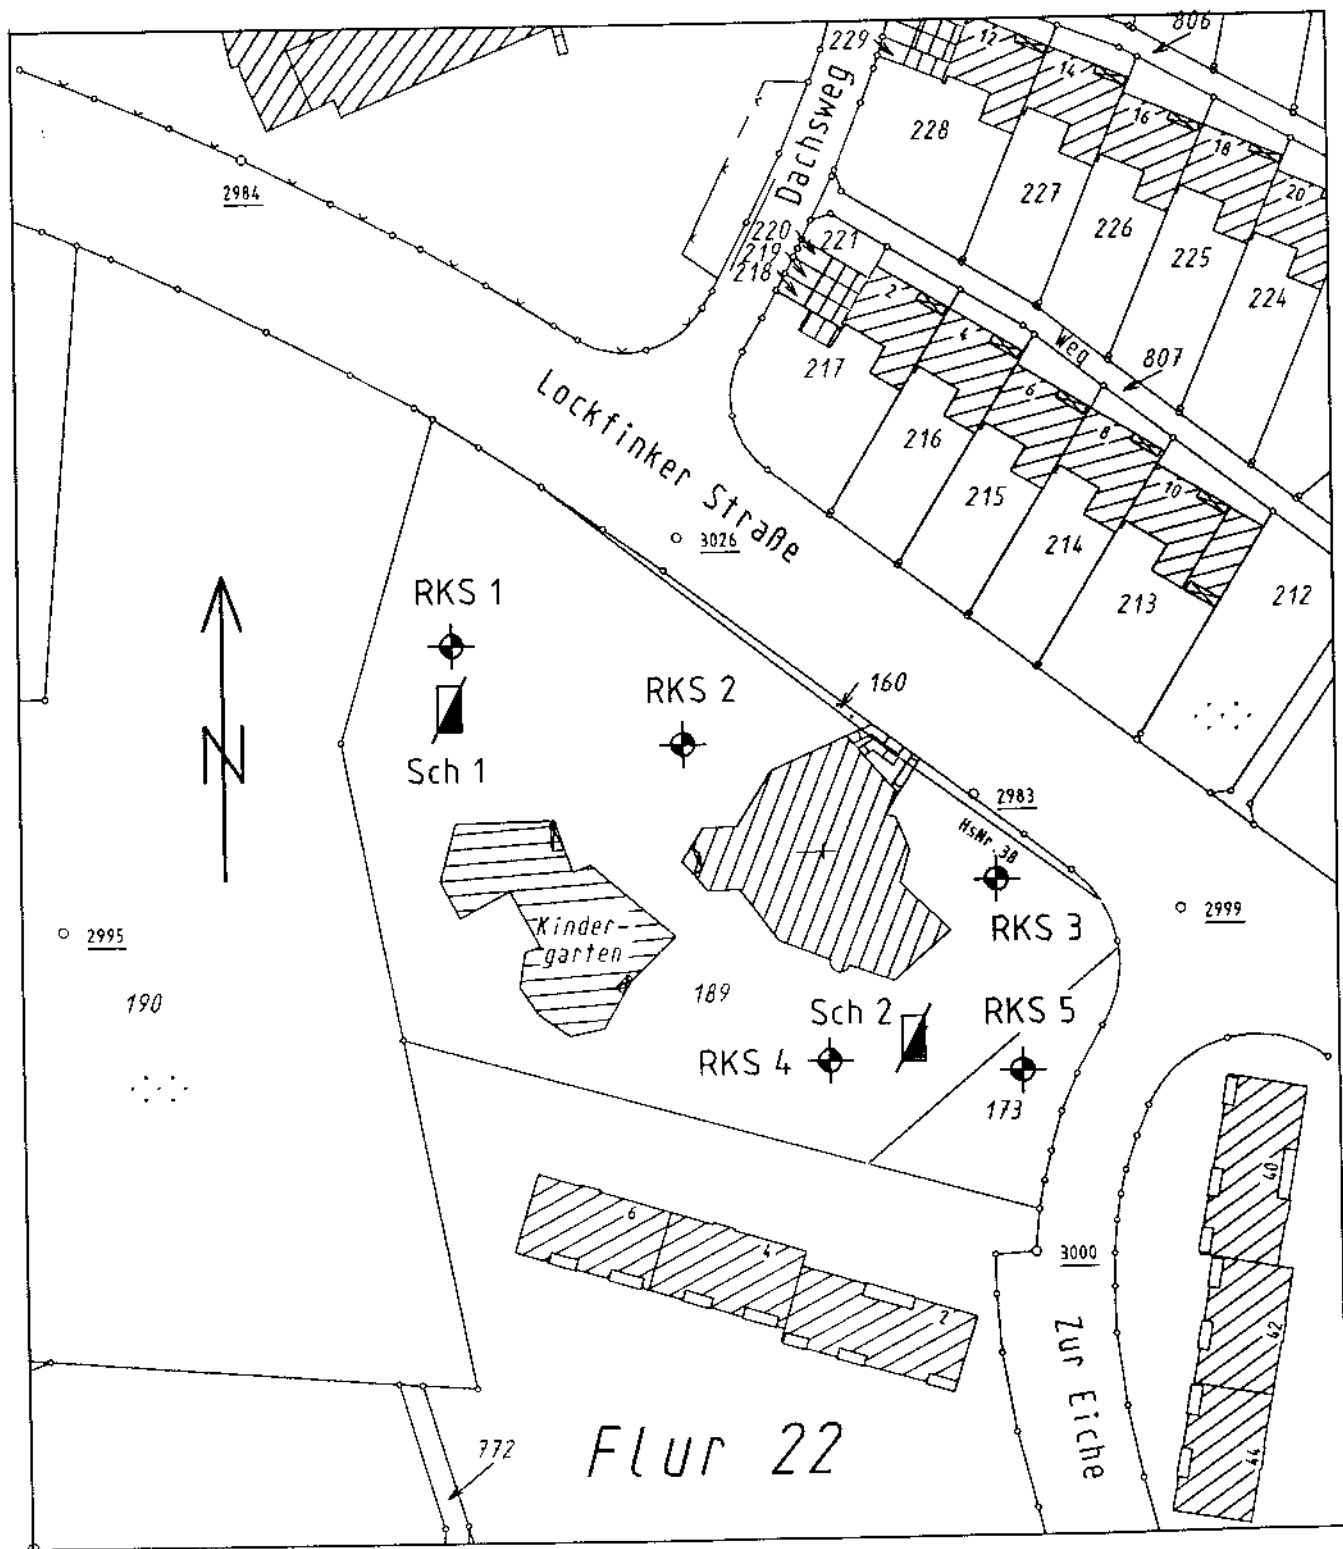 806
229
12
14
16
18
20
228
227
226
225
224
Dachsweg
2984
220
221
219
218
2
4
6
8
10
Weg
807
217
216
215
214
213
212
Lockfinker Straße
3026
RKS 1
RKS 2
160
N
Sch 1
2983
HsNr. 38
RKS 3
2999
2995
Kinder-
garten
190
189
Sch 2
RKS 5
RKS 4
173
6
4
2
40
42
44
3000
Zur Eiche
Flur 22
772